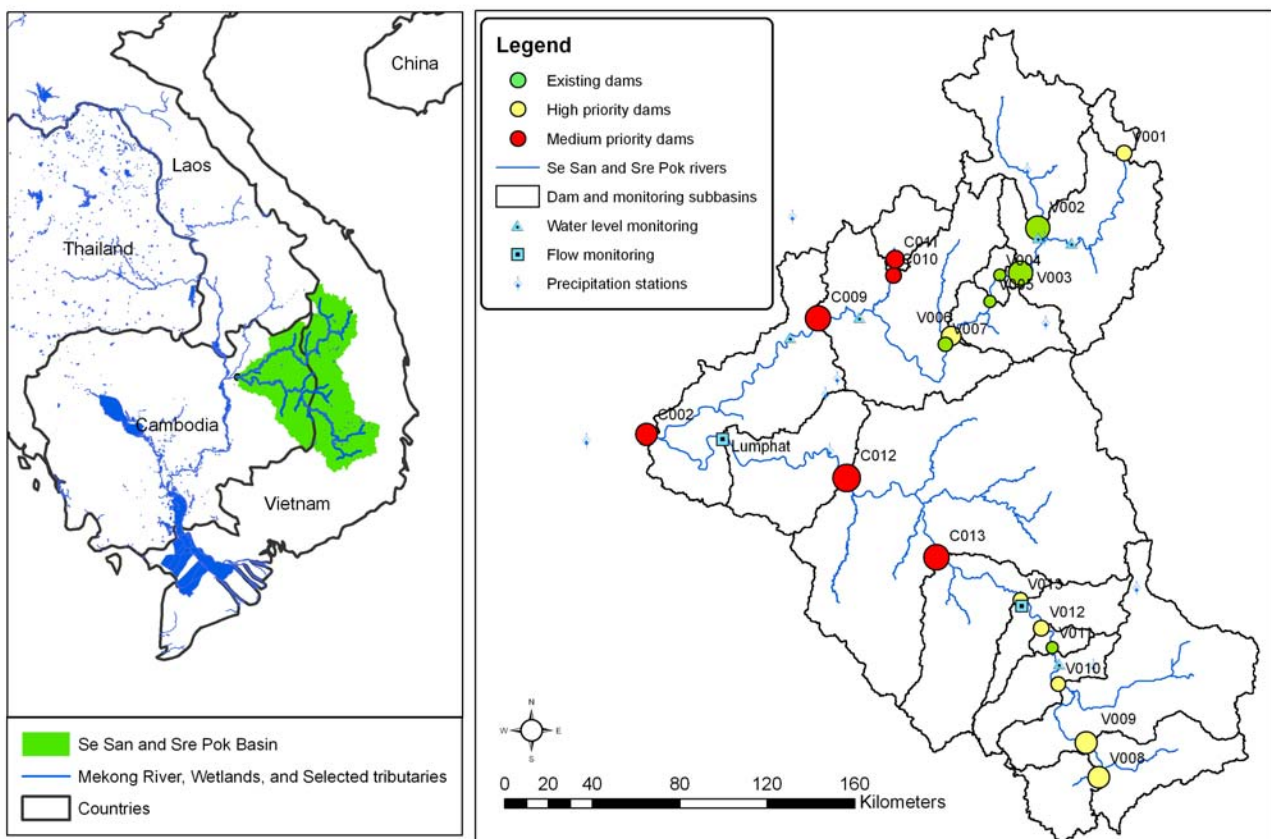 China
Laos
Thailand
Cambodia
Vietnam
Se San and Sre Pok Basin
Mekong River, Wetlands, and Selected tributaries
Countries
Legend
Existing dams
High priority dams
Medium priority dams
Se San and Sre Pok rivers
Dam and monitoring subbasins
Water level monitoring
Flow monitoring
Precipitation stations
V001
V002
C011
C010
V004
V003
V005
C009
V006
V007
C002
Lumphat
C012
C013
V013
V012
V011
V010
V009
V008
N
W E
S
0 20 40 80 120 160
Kilometers